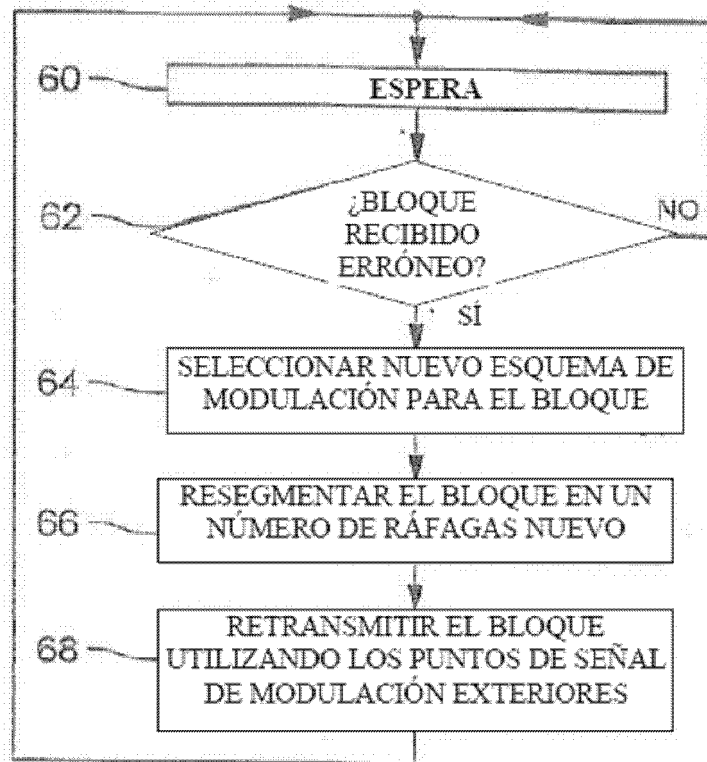 60
ESPERA
62
¿BLOQUE
RECIBIDO
ERRÓNEO?
NO
SÍ
64
SELECCIONAR NUEVO ESQUEMA DE
MODULACIÓN PARA EL BLOQUE
66
RESEGMENTAR EL BLOQUE EN UN
NÚMERO DE RÁFAGAS NUEVO
68
RETRANSMITIR EL BLOQUE
UTILIZANDO LOS PUNTOS DE SEÑAL
DE MODULACIÓN EXTERIORES